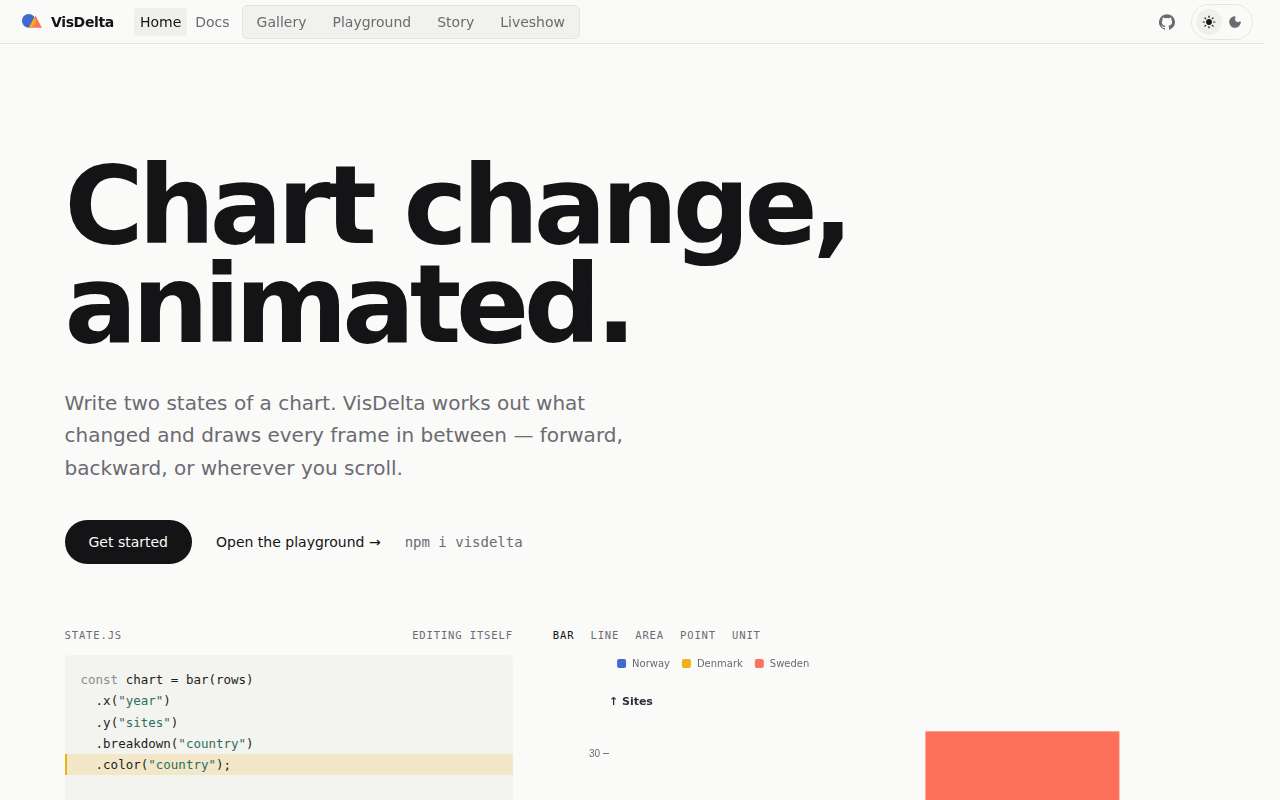 VisDelta Home Docs Gallery Playground Story Liveshow
Chart change,
animated.
Write two states of a chart. VisDelta works out what
changed and draws every frame in between — forward,
backward, or wherever you scroll.
Get started Open the playground → npm i visdelta
STATE.JS EDITING ITSELF
const chart = bar(rows)
.x("year")
.y("sites")
.breakdown("country")
.color("country");
BAR LINE AREA POINT UNIT
Norway Denmark Sweden
↑ Sites
30